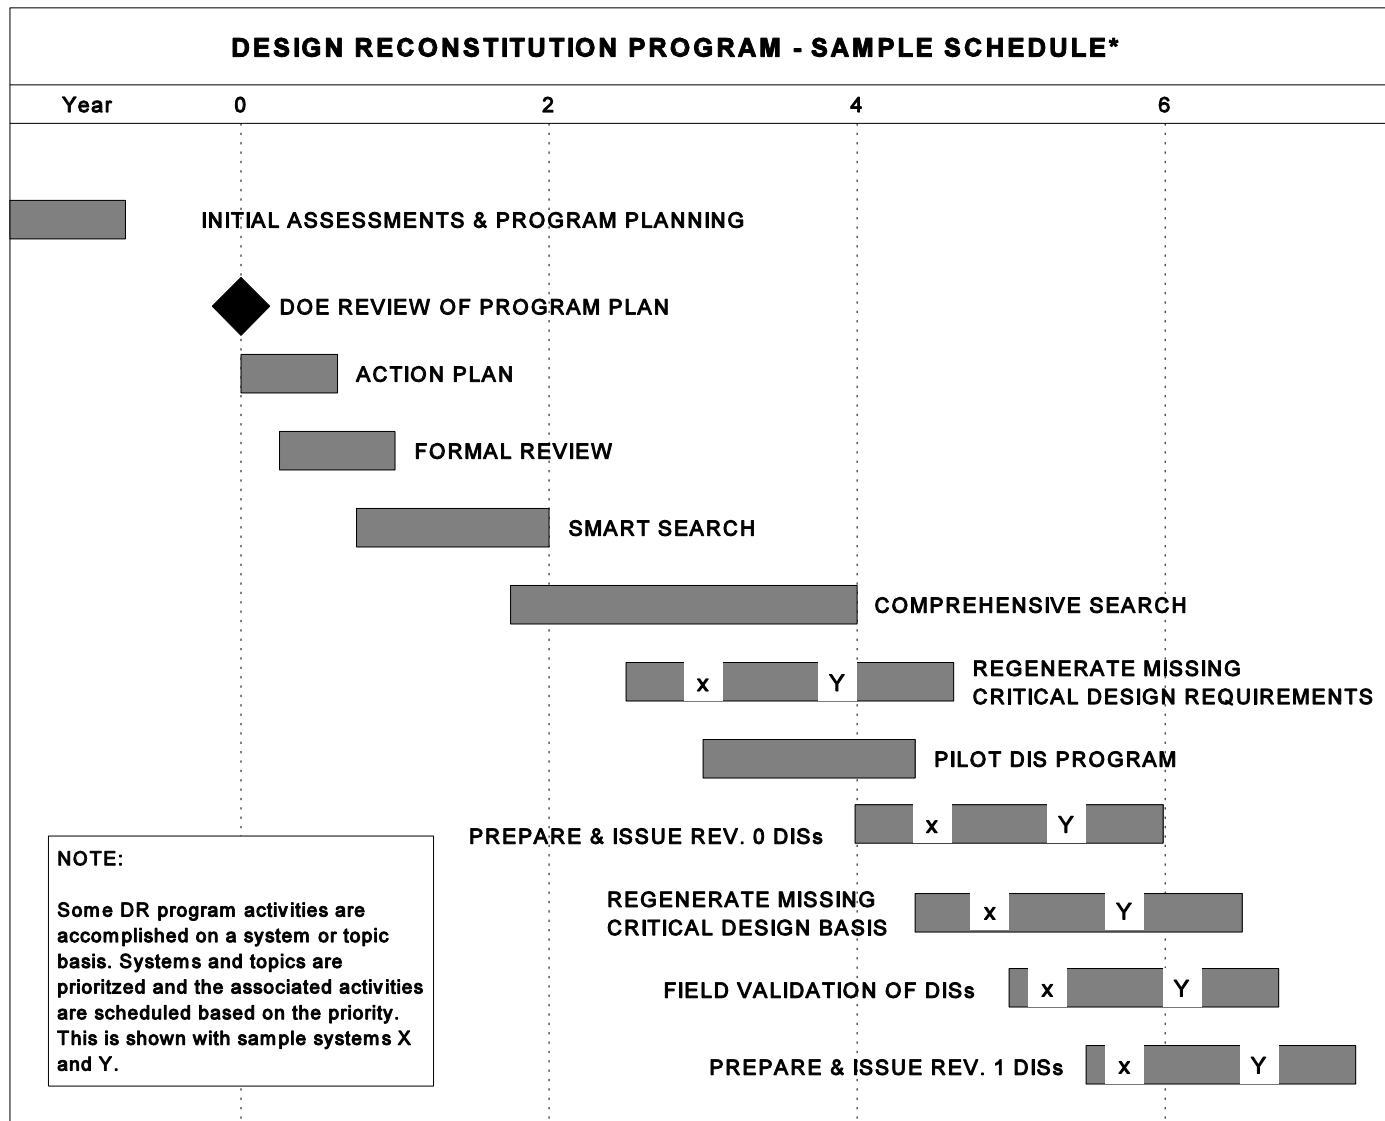 DESIGN RECONSTITUTION PROGRAM - SAMPLE SCHEDULE*
Year 0 2 4 6
INITIAL ASSESSMENTS & PROGRAM PLANNING
DOE REVIEW OF PROGRAM PLAN
ACTION PLAN
FORMAL REVIEW
SMART SEARCH
COMPREHENSIVE SEARCH
x Y
REGENERATE MISSING
CRITICAL DESIGN REQUIREMENTS
PILOT DIS PROGRAM
PREPARE & ISSUE REV. 0 DISs
x Y
REGENERATE MISSING
CRITICAL DESIGN BASIS
x Y
FIELD VALIDATION OF DISs
x Y
PREPARE & ISSUE REV. 1 DISs
x Y
NOTE:
Some DR program activities are
accomplished on a system or topic
basis. Systems and topics are
prioritzed and the associated activities
are scheduled based on the priority.
This is shown with sample systems X
and Y.